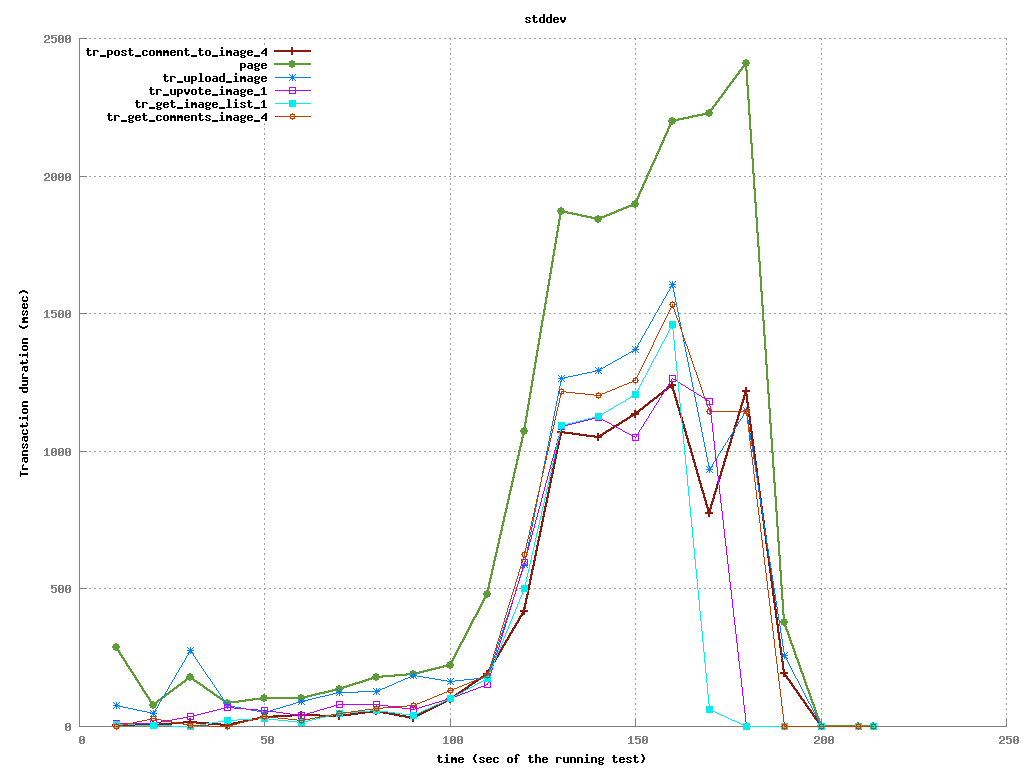 stddev
2500
2000
1500
1000
500
0
tr_post_comment_to_image_4
page
tr_upload_image
tr_upvote_image_1
tr_get_image_list_1
tr_get_comments_image_4
Transaction duration (msec)
0 50 100 150 200 250
time (sec of the running test)